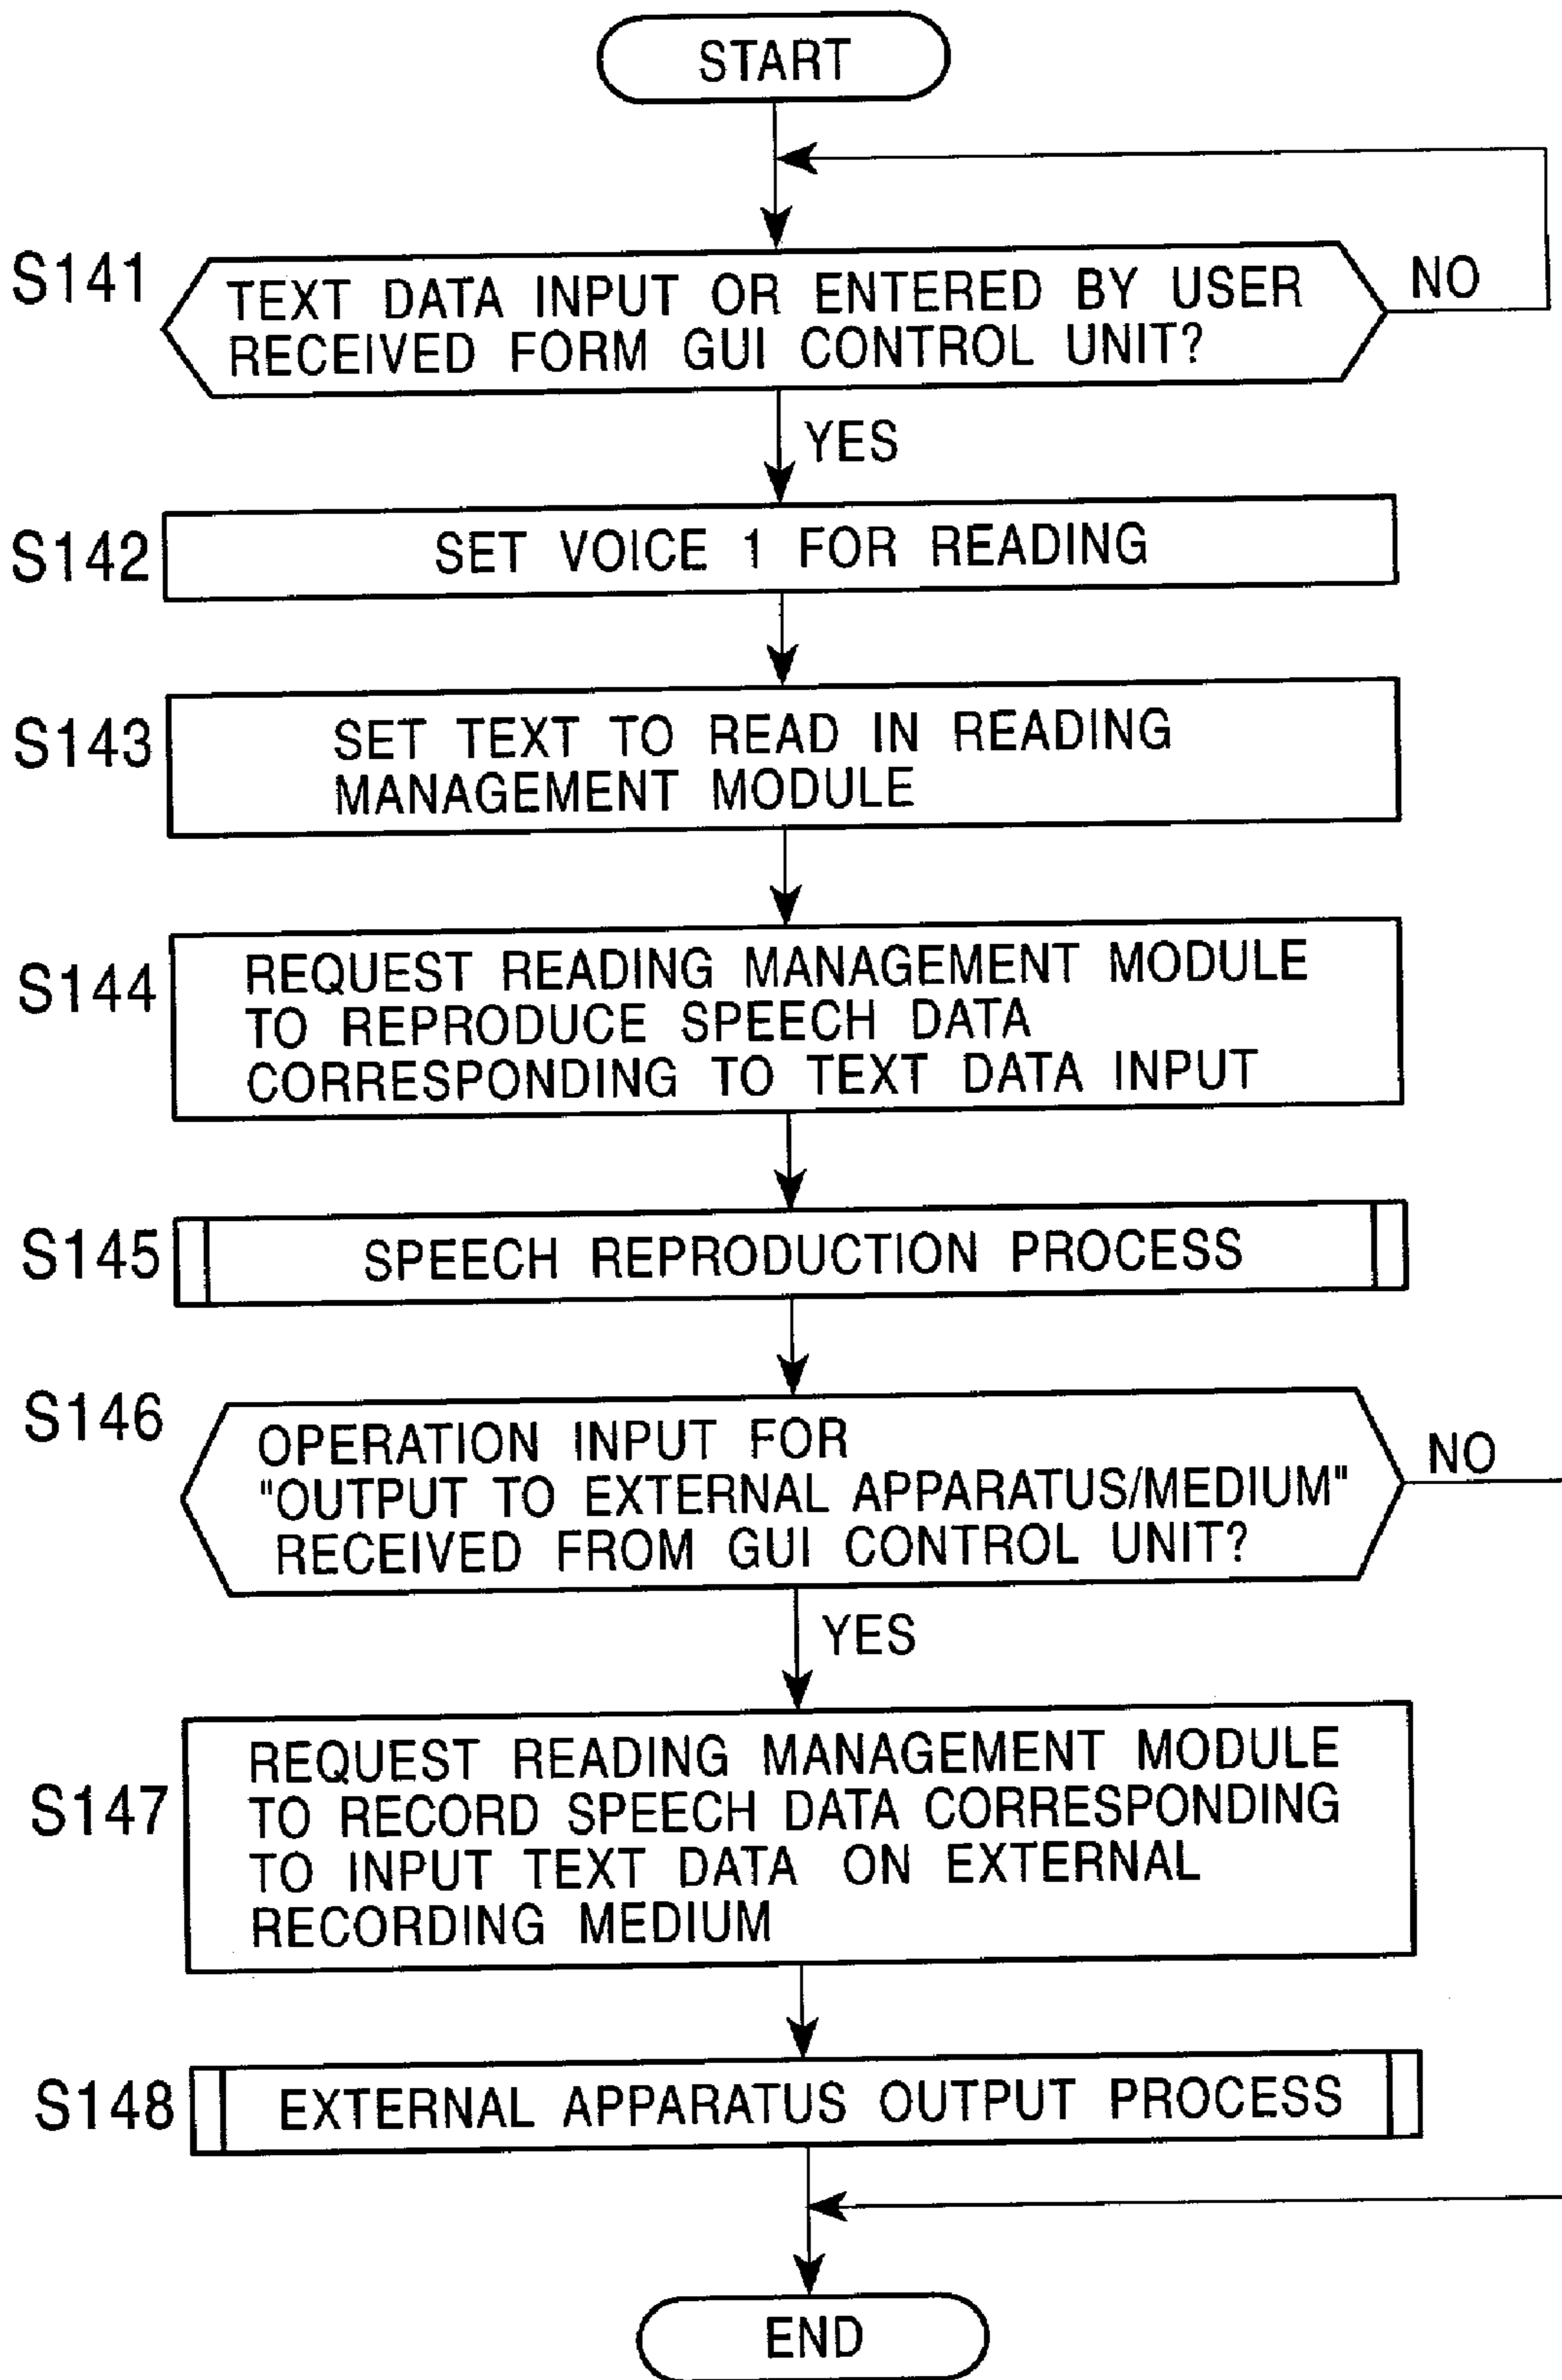 START
S141
TEXT DATA INPUT OR ENTERED BY USER
RECEIVED FORM GUI CONTROL UNIT?
NO
YES
S142
SET VOICE 1 FOR READING
S143
SET TEXT TO READ IN READING
MANAGEMENT MODULE
S144
REQUEST READING MANAGEMENT MODULE
TO REPRODUCE SPEECH DATA
CORRESPONDING TO TEXT DATA INPUT
S145
SPEECH REPRODUCTION PROCESS
S146
OPERATION INPUT FOR
"OUTPUT TO EXTERNAL APPARATUS/MEDIUM"
RECEIVED FROM GUI CONTROL UNIT?
NO
YES
S147
REQUEST READING MANAGEMENT MODULE
TO RECORD SPEECH DATA CORRESPONDING
TO INPUT TEXT DATA ON EXTERNAL
RECORDING MEDIUM
S148
EXTERNAL APPARATUS OUTPUT PROCESS
END